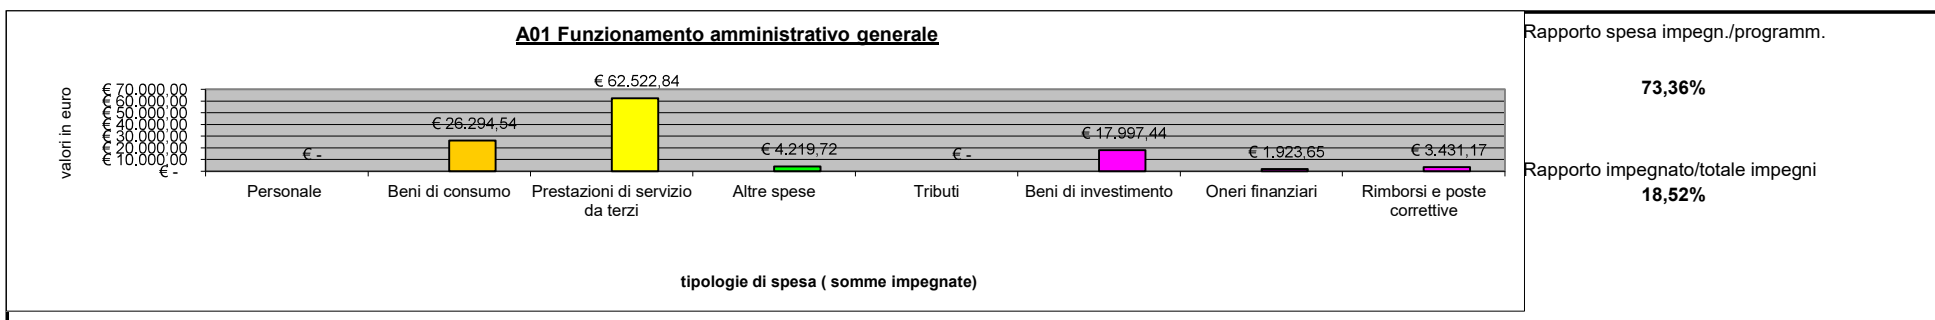 A01 Funzionamento amministrativo generale
Rapporto spesa impegn./programm.
73,36%
valori in euro
€ 70.000,00
€ 60.000,00
€ 50.000,00
€ 40.000,00
€ 30.000,00
€ 20.000,00
€ 10.000,00
€ -
€ -
€ 26.294,54
€ 62.522,84
€ 4.219,72
€ -
€ 17.997,44
€ 1.923,65
€ 3.431,17
Personale
Beni di consumo
Prestazioni di servizio
da terzi
Altre spese
Tributi
Beni di investimento
Oneri finanziari
Rimborsi e poste
correttive
Rapporto impegnato/totale impegni
18,52%
tipologie di spesa ( somme impegnate)